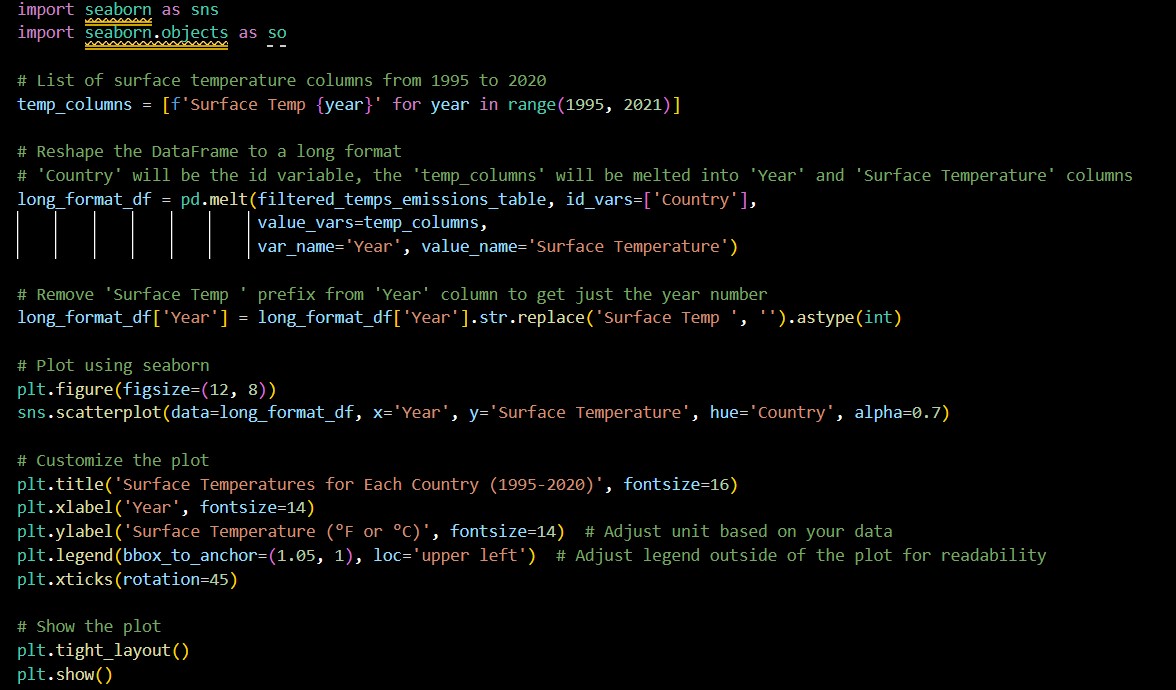 import seaborn as sns
import seaborn.objects as so
# List of surface temperature columns from 1995 to 2020
temp_columns = [f'Surface Temp {year}' for year in range(1995, 2021)]
# Reshape the DataFrame to a long format
# 'Country' will be the id variable, the 'temp_columns' will be melted into 'Year' and 'Surface Temperature' columns
long_format_df = pd.melt(filtered_temps_emissions_table, id_vars=['Country'],
value_vars=temp_columns,
var_name='Year', value_name='Surface Temperature')
# Remove 'Surface Temp ' prefix from 'Year' column to get just the year number
long_format_df['Year'] = long_format_df['Year'].str.replace('Surface Temp ', '').astype(int)
# Plot using seaborn
plt.figure(figsize=(12, 8))
sns.scatterplot(data=long_format_df, x='Year', y='Surface Temperature', hue='Country', alpha=0.7)
# Customize the plot
plt.title('Surface Temperatures for Each Country (1995-2020)', fontsize=16)
plt.xlabel('Year', fontsize=14)
plt.ylabel('Surface Temperature (°F or °C)', fontsize=14)  # Adjust unit based on your data
plt.legend(bbox_to_anchor=(1.05, 1), loc='upper left')  # Adjust legend outside of the plot for readability
plt.xticks(rotation=45)
# Show the plot
plt.tight_layout()
plt.show()